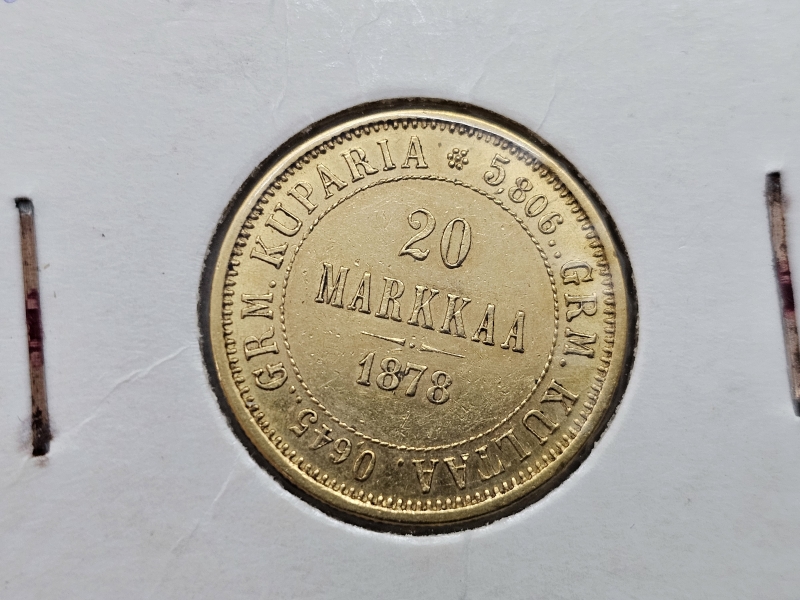 5,806.. GRM. KULTAA. 0645.. GRM. KUPARIA
20
MARKKAA
1878